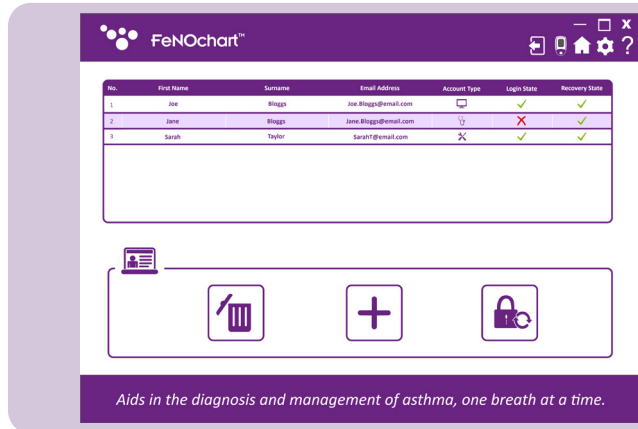 FeNOchart™
No. First Name Surname Email Address Account Type Login State Recovery State
1 Joe Bloggs Joe.Bloggs@email.com
2 Jane Bloggs Jane.Bloggs@email.com
3 Sarah Taylor SarahT@email.com
Aids in the diagnosis and management of asthma, one breath at a time.